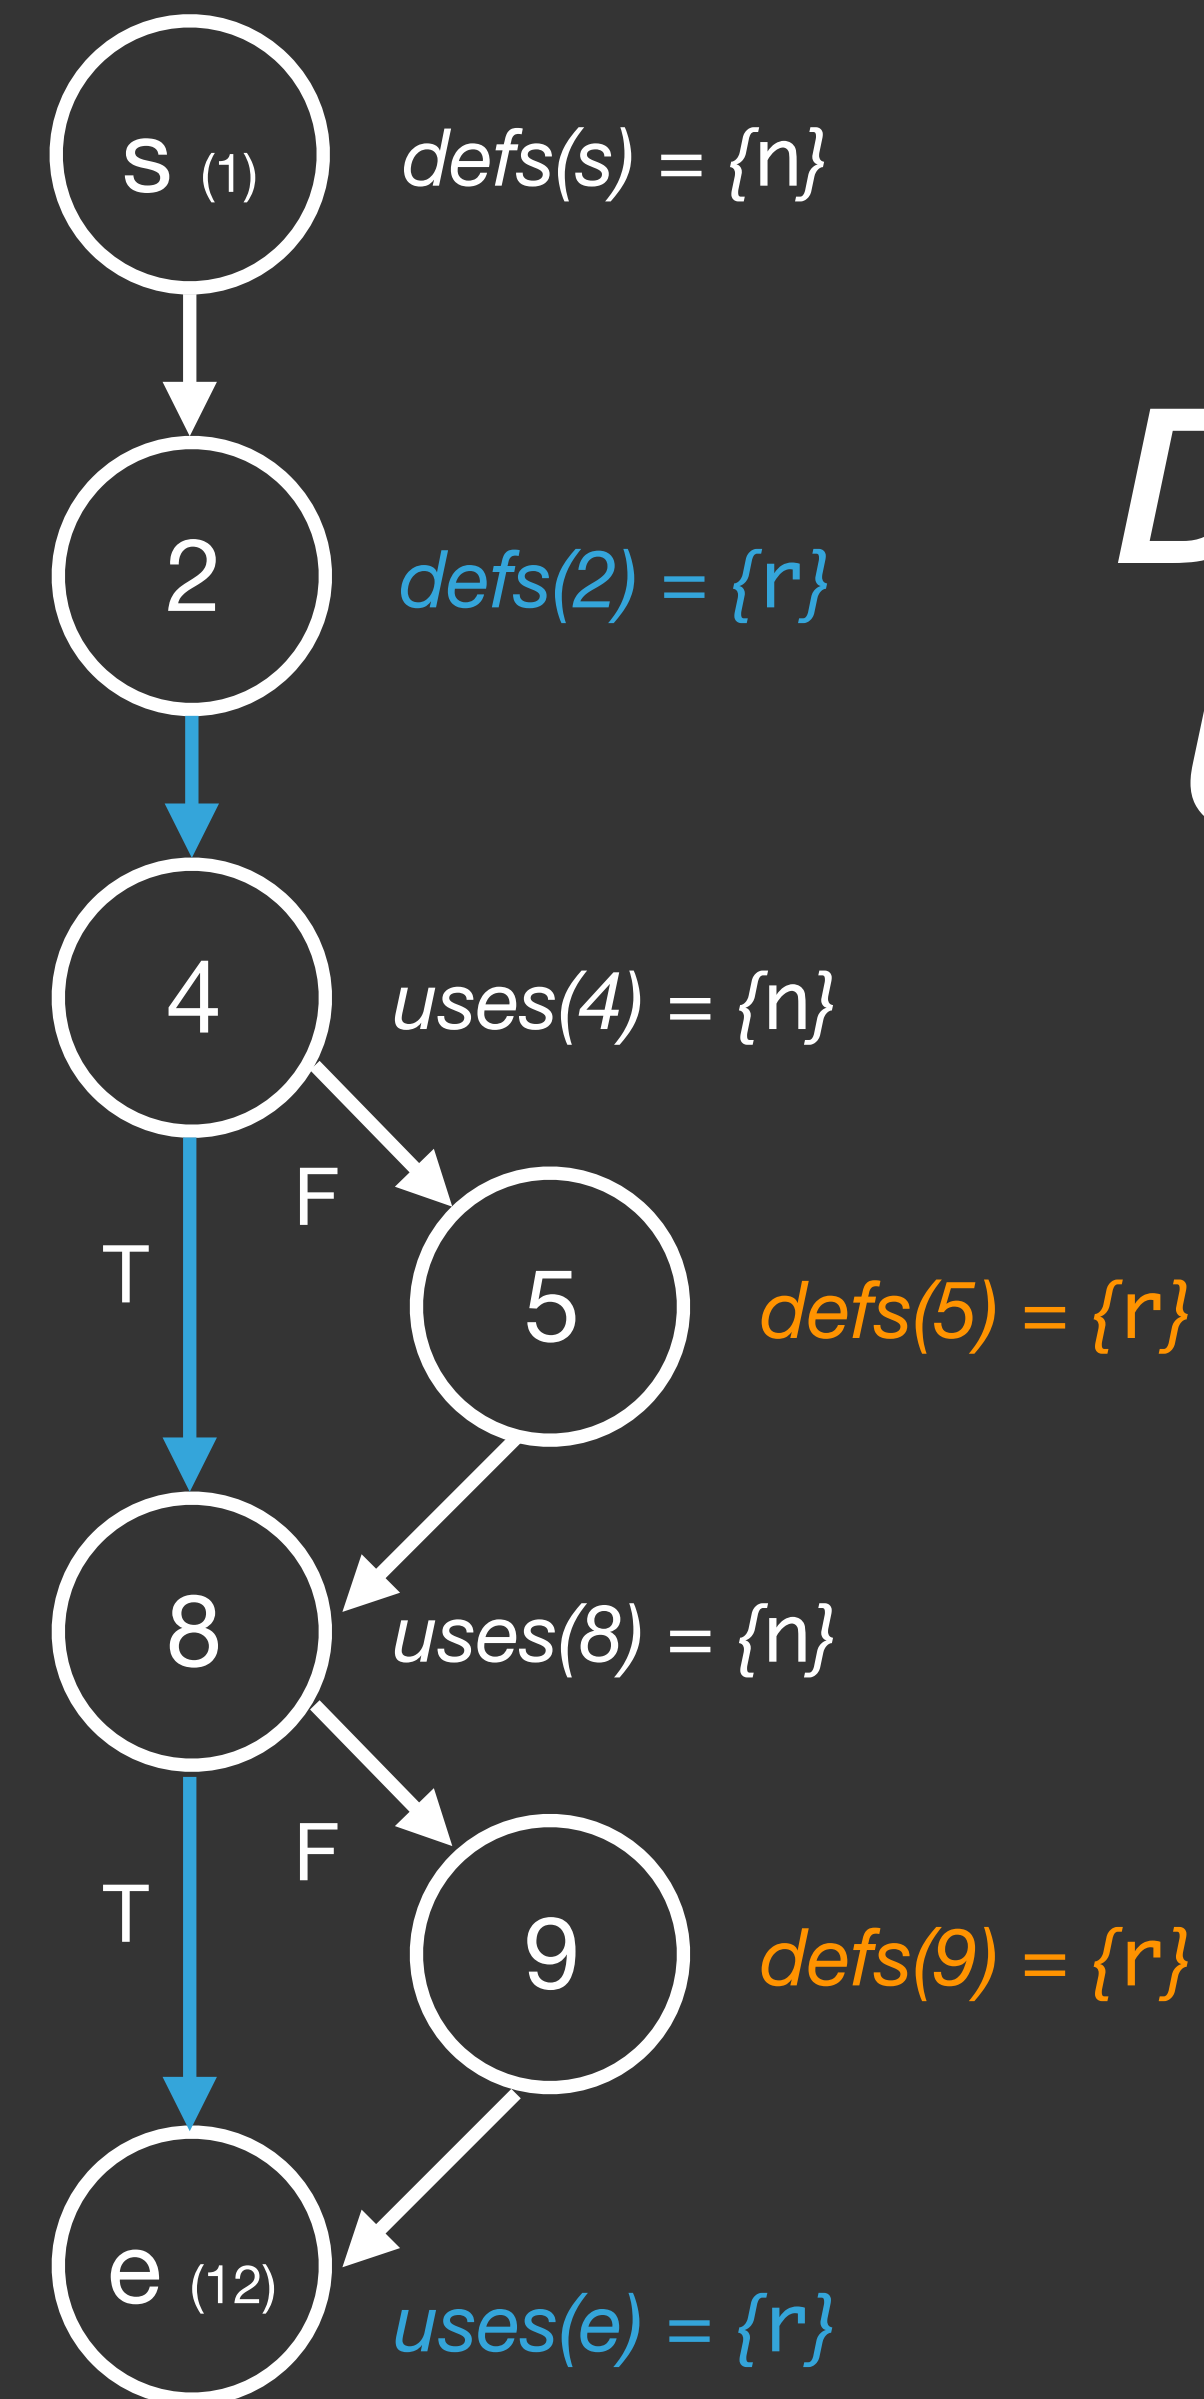 s (1) defs(s) = {n}
2 defs(2) = {r}
4 uses(4) = {n}
F
T
5 defs(5) = {r}
8 uses(8) = {n}
F
T
9 defs(9) = {r}
e (12) uses(e) = {r}